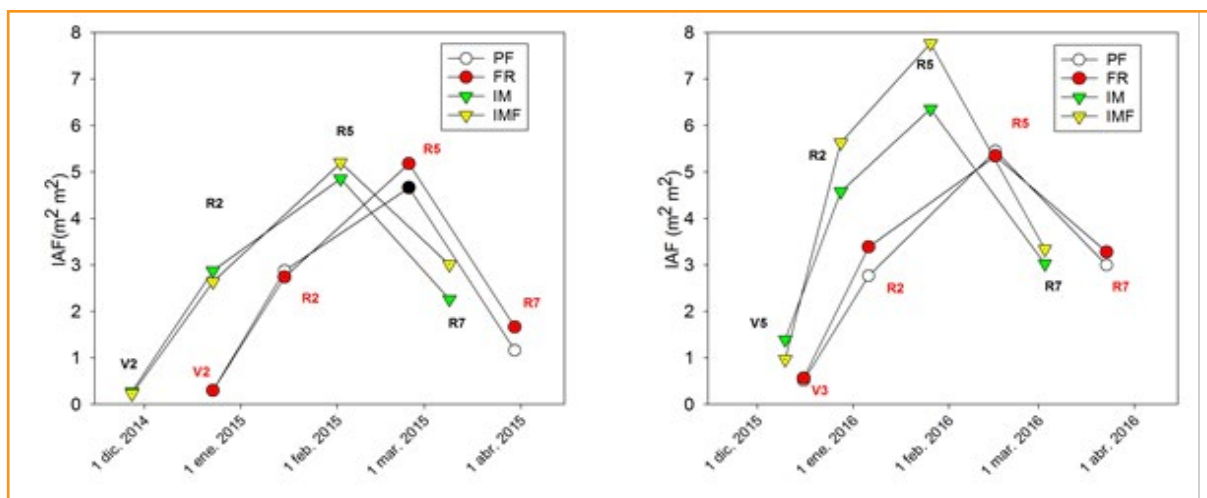 IAF(m² m²)
8
7
6
5
4
3
2
1
0
PF
FR
IM
IMF
R5
R5
R2
R2
R7
R7
V2
V2
1 dic. 2014
1 ene. 2015
1 feb. 2015
1 mar. 2015
1 abr. 2015
IAF (m² m²)
8
7
6
5
4
3
2
1
0
PF
FR
IM
IMF
R5
R5
R2
R2
R7
R7
V5
V3
1 dic. 2015
1 ene. 2016
1 feb. 2016
1 mar. 2016
1 abr. 2016